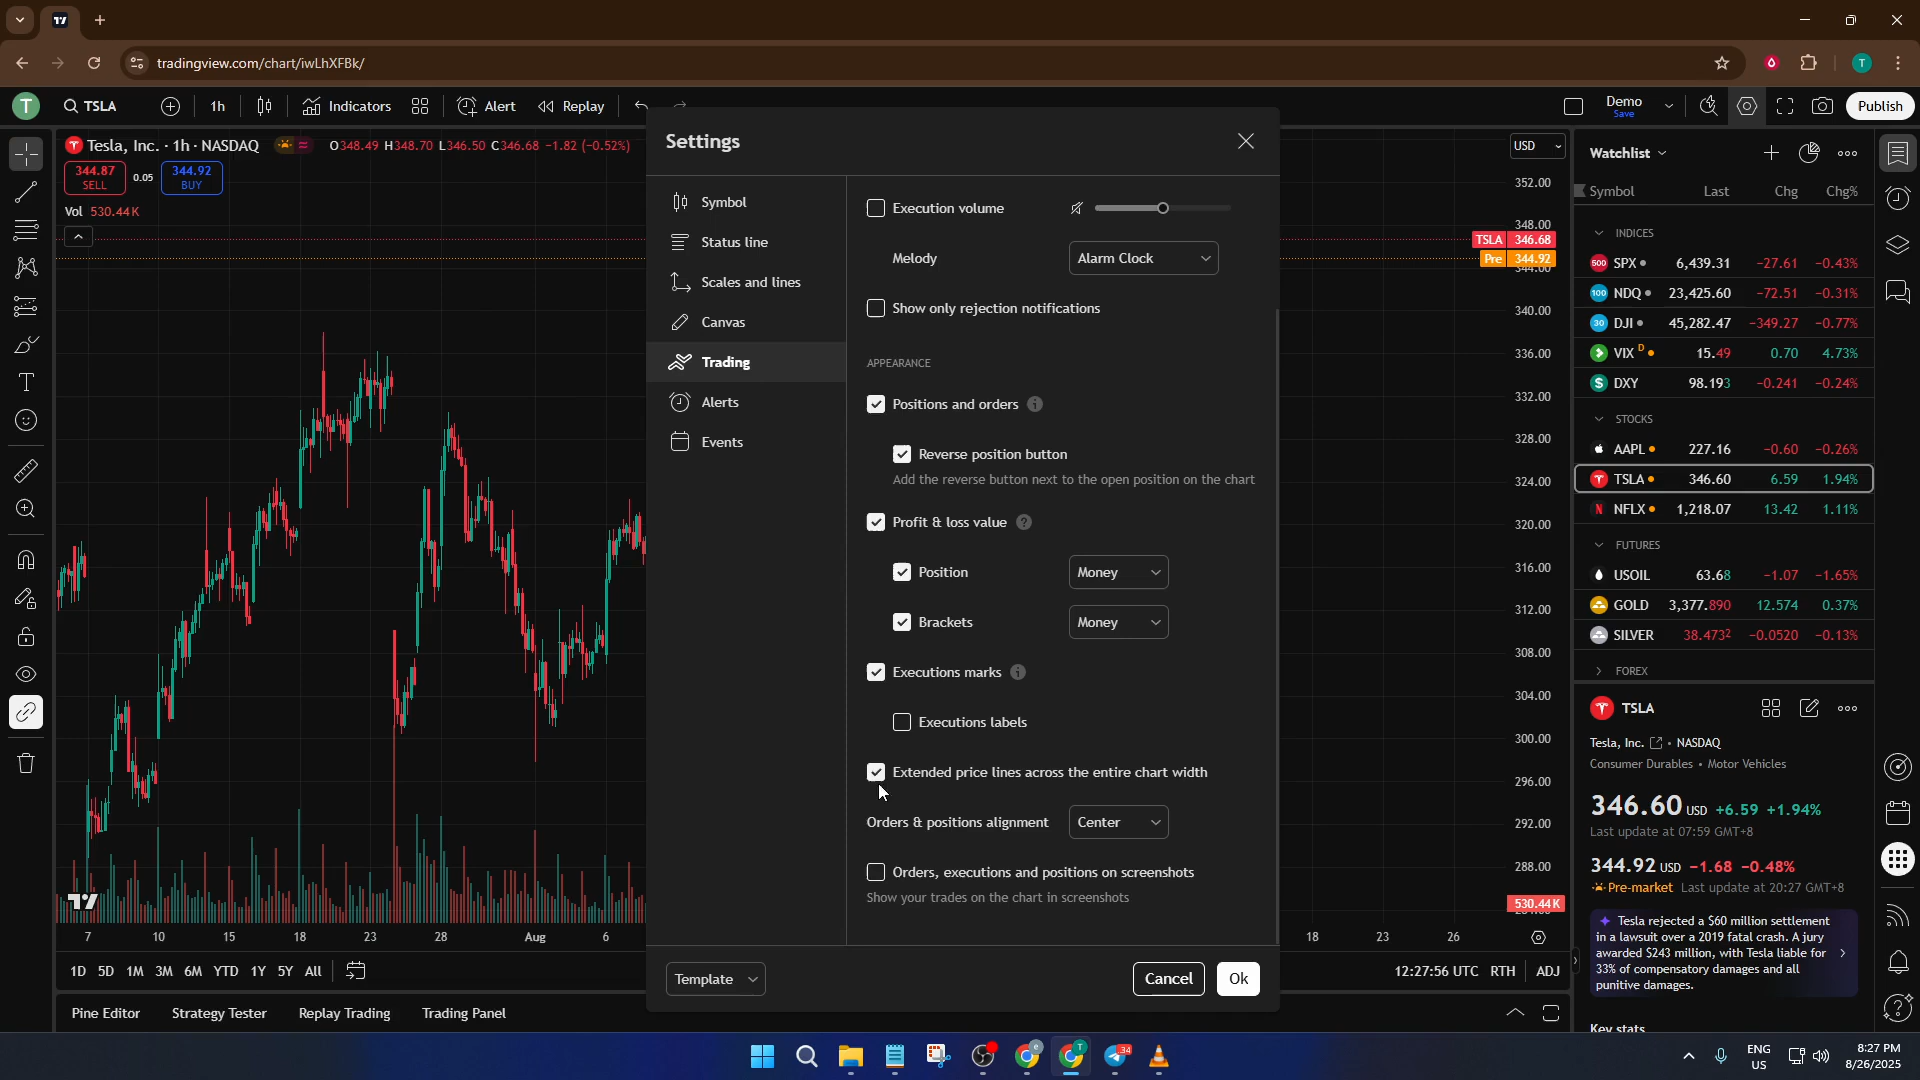 tradingview.com/chart/iwLhXFBk/
T
T
TSLA
1h
Indicators
Alert
Replay
Demo
Save
Publish
Tesla, Inc. · 1h · NASDAQ
O348.49 H348.70 L346.50 C346.68 -1.82 (-0.52%)
344.87
SELL
0.05
344.92
BUY
Vol 530.44K
USD
352.00
348.00
TSLA 346.68
Pre 344.92
344.00
340.00
336.00
332.00
328.00
324.00
320.00
316.00
312.00
308.00
304.00
300.00
296.00
292.00
288.00
530.44K
7 10 15 18 23 28 Aug 6
18 23 26
1D 5D 1M 3M 6M YTD 1Y 5Y All
12:27:56 UTC RTH ADJ
Pine Editor
Strategy Tester
Replay Trading
Trading Panel
Settings
Symbol
Status line
Scales and lines
Canvas
Trading
Alerts
Events
Execution volume
Melody
Alarm Clock
Show only rejection notifications
APPEARANCE
Positions and orders
Reverse position button
Add the reverse button next to the open position on the chart
Profit & loss value
Position
Money
Brackets
Money
Executions marks
Executions labels
Extended price lines across the entire chart width
Orders & positions alignment
Center
Orders, executions and positions on screenshots
Show your trades on the chart in screenshots
Template
Cancel
Ok
Watchlist
Symbol Last Chg Chg%
INDICES
500 SPX 6,439.31 -27.61 -0.43%
100 NDQ 23,425.60 -72.51 -0.31%
30 DJI 45,282.47 -349.27 -0.77%
VIX D 15.49 0.70 4.73%
$ DXY 98.193 -0.241 -0.24%
STOCKS
AAPL 227.16 -0.60 -0.26%
TSLA 346.60 6.59 1.94%
N NFLX 1,218.07 13.42 1.11%
FUTURES
USOIL 63.68 -1.07 -1.65%
GOLD 3,377.890 12.574 0.37%
SILVER 38.473² -0.0520 -0.13%
FOREX
TSLA
Tesla, Inc. • NASDAQ
Consumer Durables • Motor Vehicles
346.60 USD +6.59 +1.94%
Last update at 07:59 GMT+8
344.92 USD -1.68 -0.48%
Pre-market Last update at 20:27 GMT+8
Tesla rejected a $60 million settlement
in a lawsuit over a 2019 fatal crash. A jury
awarded $243 million, with Tesla liable for
33% of compensatory damages and all
punitive damages.
Key stats
34
ENG
US
8:27 PM
8/26/2025